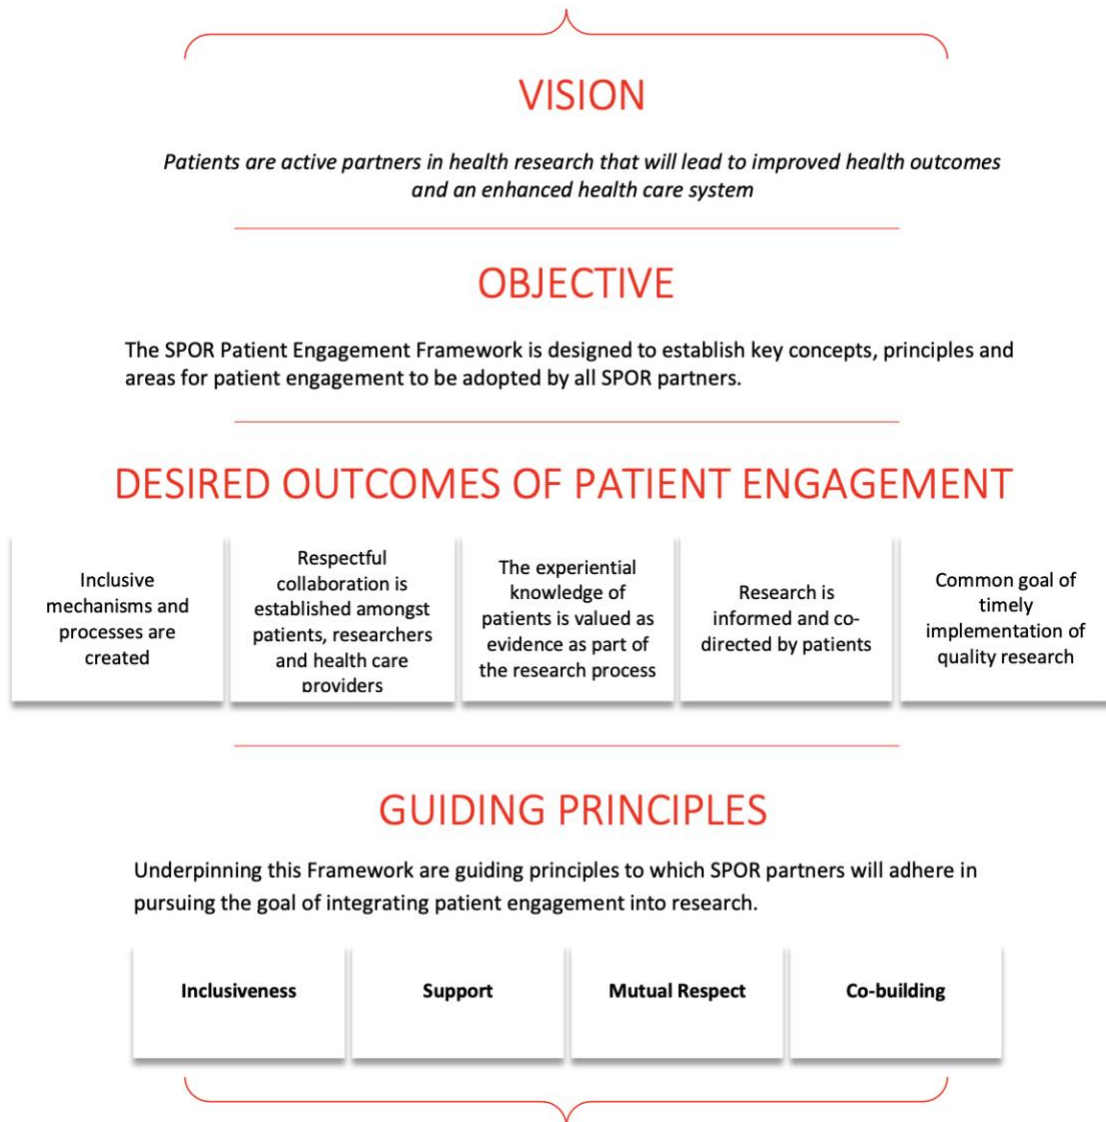 VISION
Patients are active partners in health research that will lead to improved health outcomes
and an enhanced health care system
OBJECTIVE
The SPOR Patient Engagement Framework is designed to establish key concepts, principles and
areas for patient engagement to be adopted by all SPOR partners.
DESIRED OUTCOMES OF PATIENT ENGAGEMENT
Inclusive
mechanisms and
processes are
created
Respectful
collaboration is
established amongst
patients, researchers
and health care
providers
The experiential
knowledge of
patients is valued as
evidence as part of
the research process
Research is
informed and co-
directed by patients
Common goal of
timely
implementation of
quality research
GUIDING PRINCIPLES
Underpinning this Framework are guiding principles to which SPOR partners will adhere in
pursuing the goal of integrating patient engagement into research.
Inclusiveness
Support
Mutual Respect
Co-building